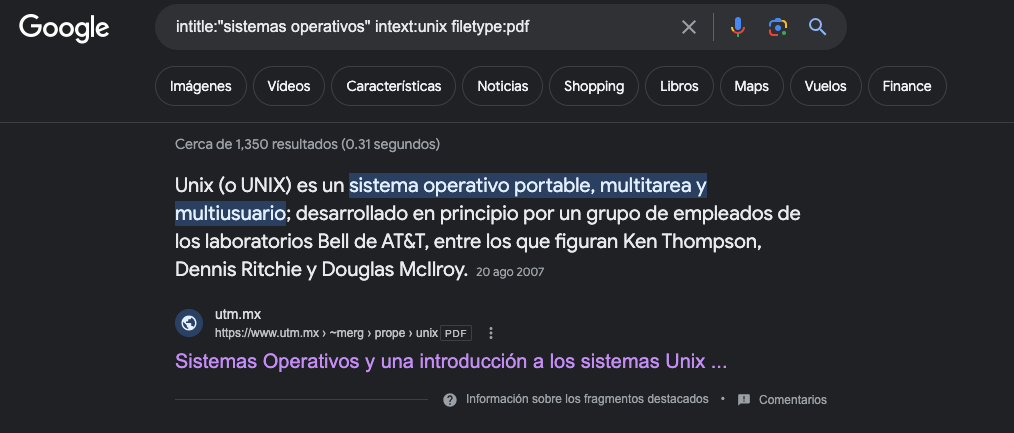 Google
intitle:"sistemas operativos" intext:unix filetype:pdf
Imágenes
Vídeos
Características
Noticias
Shopping
Libros
Maps
Vuelos
Finance
Cerca de 1,350 resultados (0.31 segundos)
Unix (o UNIX) es un sistema operativo portable, multitarea y
multiusuario; desarrollado en principio por un grupo de empleados de
los laboratorios Bell de AT&T, entre los que figuran Ken Thompson,
Dennis Ritchie y Douglas McIlroy. 20 ago 2007
utm.mx
https://www.utm.mx › ~merg › prope › unix PDF
Sistemas Operativos y una introducción a los sistemas Unix ...
Información sobre los fragmentos destacados • Comentarios